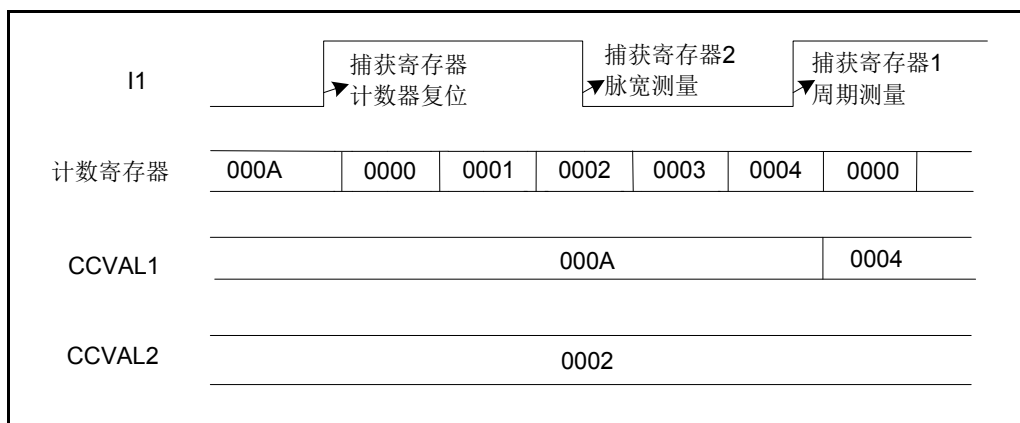 I1
捕获寄存器
计数器复位
捕获寄存器2
脉宽测量
捕获寄存器1
周期测量
计数寄存器 000A 0000 0001 0002 0003 0004 0000
CCVAL1 000A 0004
CCVAL2 0002